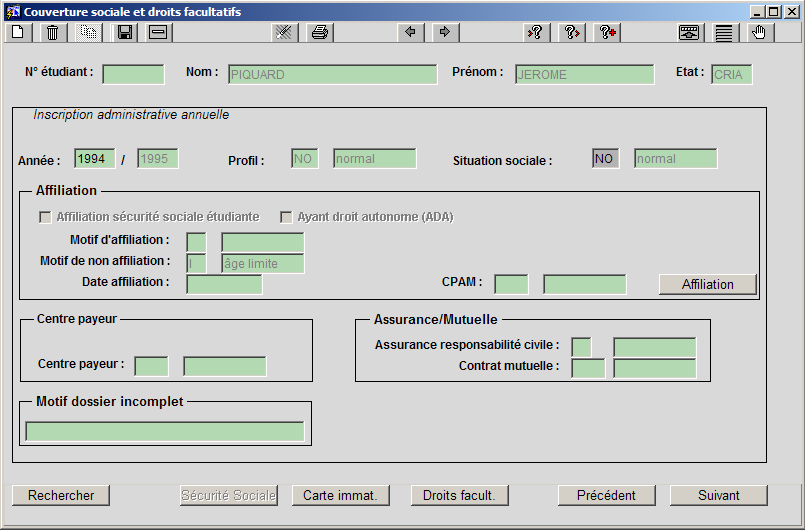 Couverture sociale et droits facultatifs
N° étudiant : Nom : PIQUARD Prénom : JEROME Etat : CRIA
Inscription administrative annuelle
Année : 1994 / 1995 Profil : NO normal Situation sociale : NO normal
Affiliation
Affiliation sécurité sociale étudiante Ayant droit autonome (ADA)
Motif d'affiliation :
Motif de non affiliation : I âge limite
Date affiliation : CPAM : Affiliation
Centre payeur Assurance/Mutuelle
Assurance responsabilité civile :
Centre payeur : Contrat mutuelle :
Motif dossier incomplet
Rechercher Sécurité Sociale Carte immat. Droits facult. Précédent Suivant